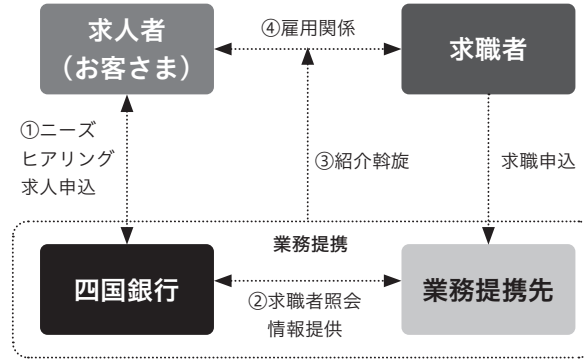 求人者
（お客さま）
④雇用関係
求職者
①ニーズ
ヒアリング
求人申込
③紹介斡旋
求職申込
業務提携
四国銀行
②求職者照会
情報提供
業務提携先